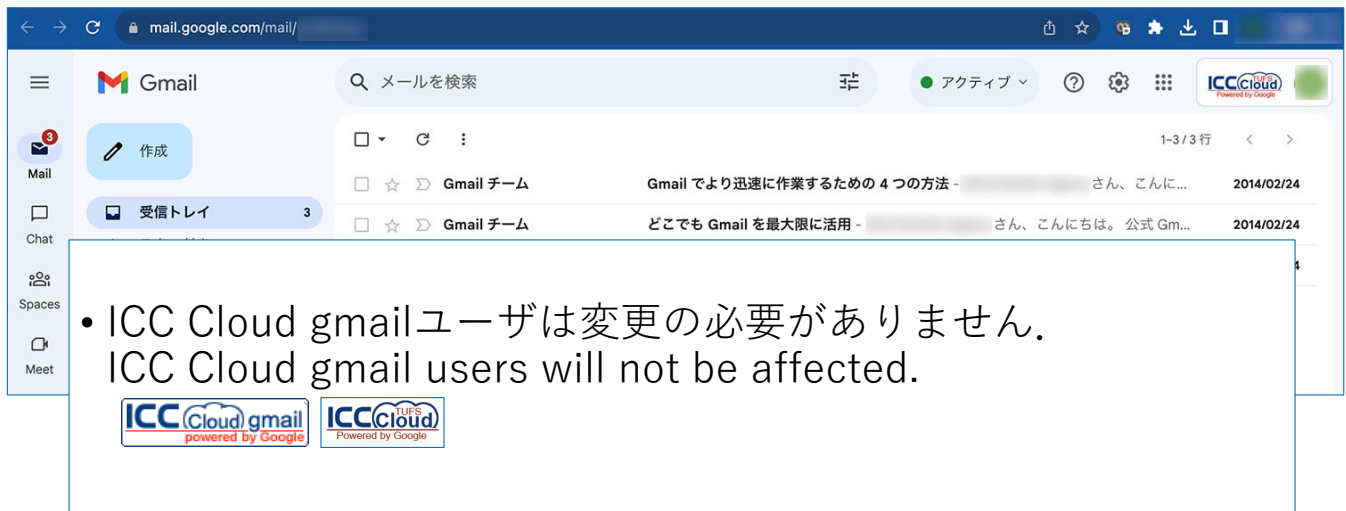 mail.google.com/mail/
Gmail
メールを検索
アクティブ
ICC TUFS Cloud
Powered by Google
3
Mail
作成
1–3 / 3 行
Gmail チーム
Gmail でより迅速に作業するための 4 つの方法 -
さん、こんに...
2014/02/24
受信トレイ
3
Chat
Gmail チーム
どこでも Gmail を最大限に活用 -
さん、こんにちは。 公式 Gm...
2014/02/24
Spaces
Meet
• ICC Cloud gmailユーザは変更の必要がありません.
ICC Cloud gmail users will not be affected.
ICC Cloud gmail
powered by Google
ICC TUFS Cloud
Powered by Google